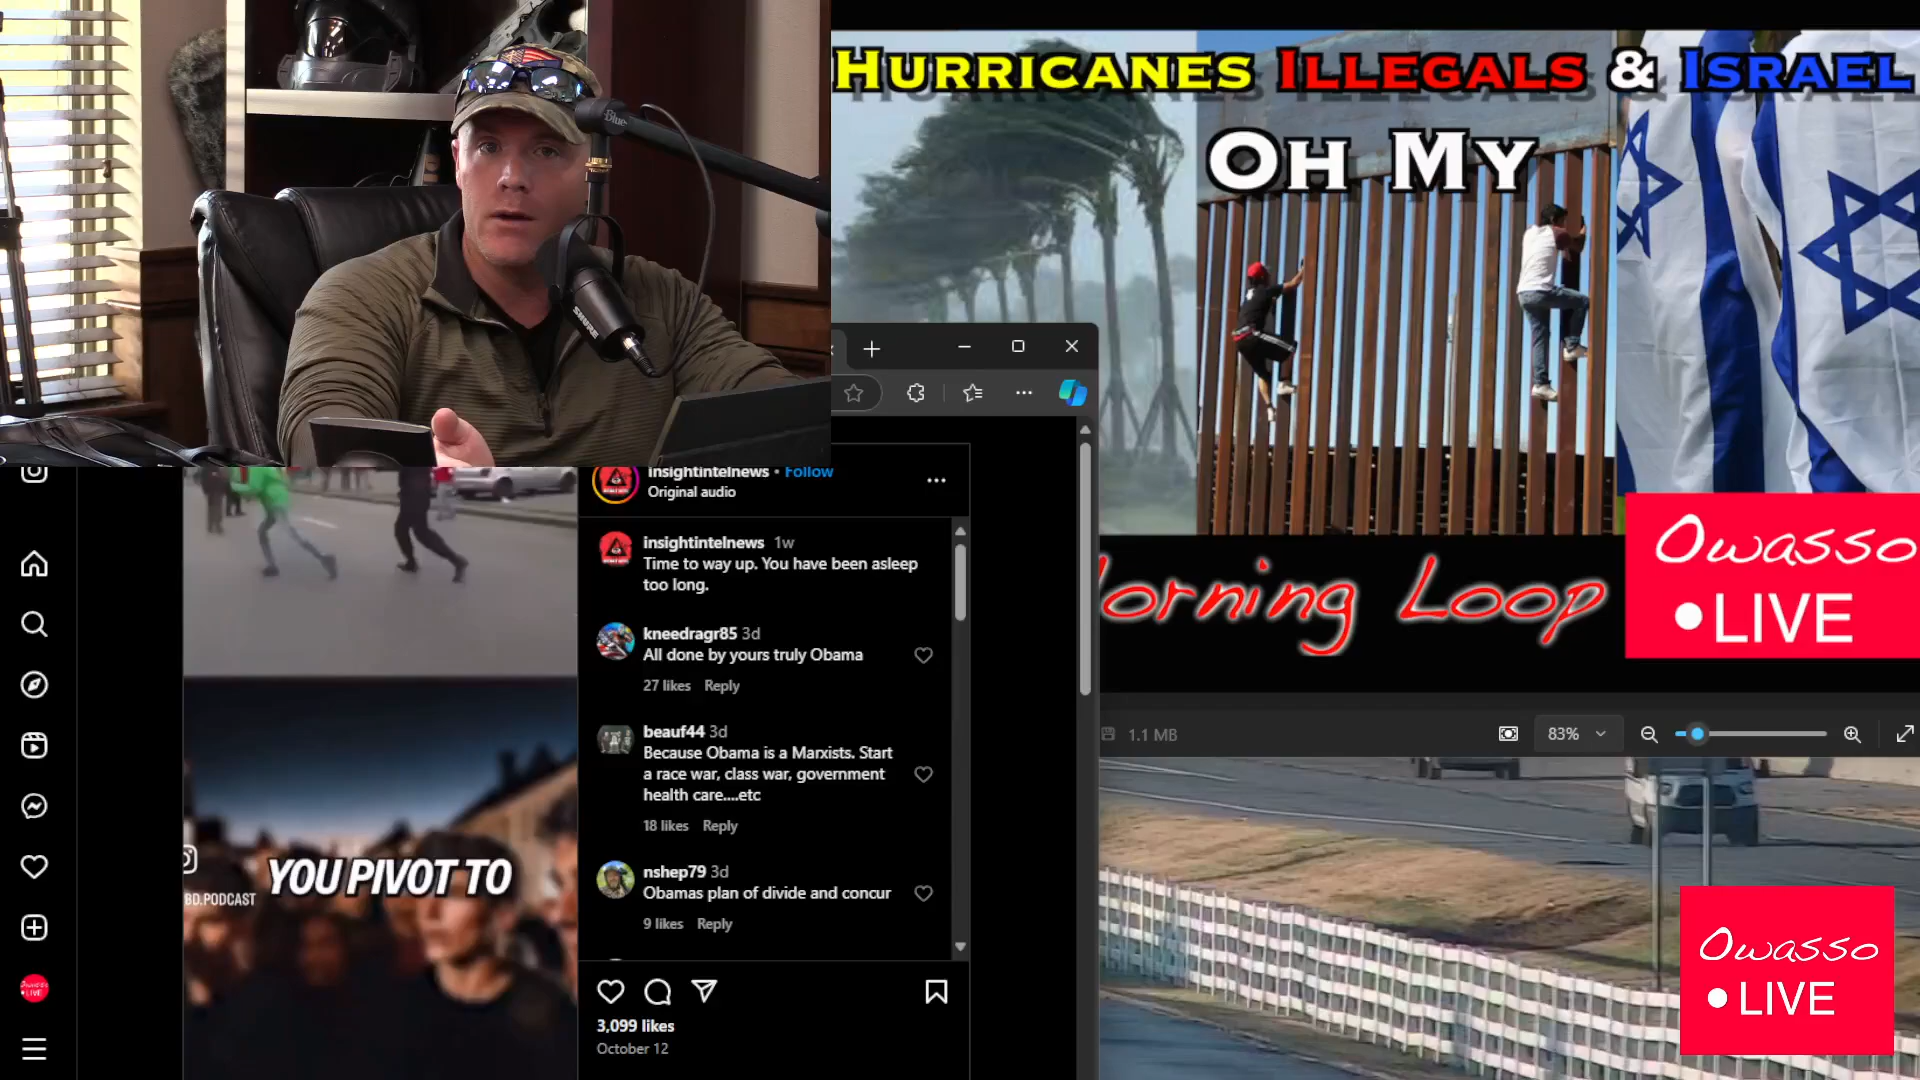 HURRICANES ILLEGALS & ISRAEL
OH MY
Blue
SHURE
insightintelnews • Follow
Original audio
insightintelnews 1w
Time to way up. You have been asleep
too long.
kneedragr85 3d
All done by yours truly Obama
27 likes Reply
beauf44 3d
Because Obama is a Marxists. Start
a race war, class war, government
health care....etc
18 likes Reply
nshep79 3d
Obamas plan of divide and concur
9 likes Reply
3,099 likes
October 12
YOU PIVOT TO
BD.PODCAST
orning Loop
Owasso
LIVE
1.1 MB
83%
Owasso
LIVE
Owasso
LIVE